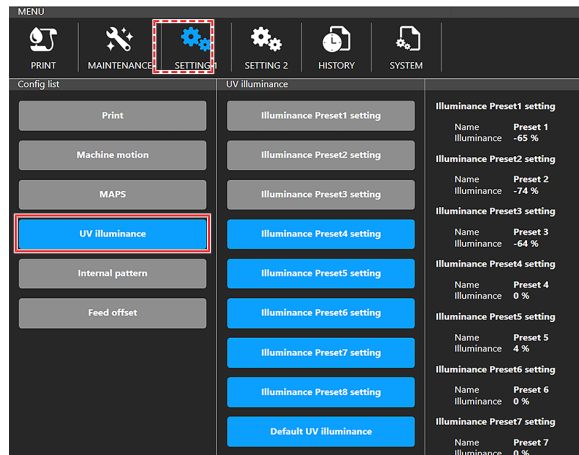 MENU
PRINT
MAINTENANCE
SETTING 1
SETTING 2
HISTORY
SYSTEM
Config list
Print
Machine motion
MAPS
UV illuminance
Internal pattern
Feed offset
UV illuminance
Illuminance Preset1 setting
Illuminance Preset2 setting
Illuminance Preset3 setting
Illuminance Preset4 setting
Illuminance Preset5 setting
Illuminance Preset6 setting
Illuminance Preset7 setting
Illuminance Preset8 setting
Default UV illuminance
Illuminance Preset1 setting
Name Preset 1
Illuminance -65 %
Illuminance Preset2 setting
Name Preset 2
Illuminance -74 %
Illuminance Preset3 setting
Name Preset 3
Illuminance -64 %
Illuminance Preset4 setting
Name Preset 4
Illuminance 0 %
Illuminance Preset5 setting
Name Preset 5
Illuminance 4 %
Illuminance Preset6 setting
Name Preset 6
Illuminance 0 %
Illuminance Preset7 setting
Name Preset 7
Illuminance 0 %